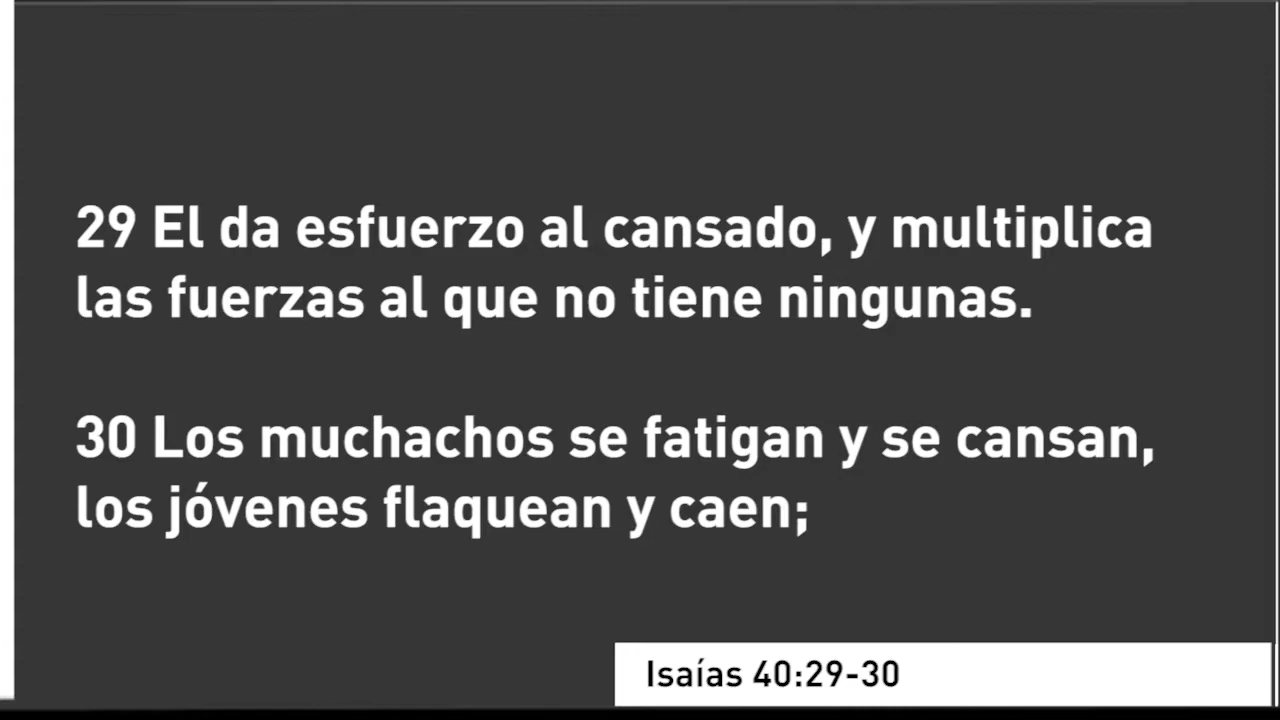 29 El da esfuerzo al cansado, y multiplica
las fuerzas al que no tiene ningunas.
30 Los muchachos se fatigan y se cansan,
los jóvenes flaquean y caen;
Isaías 40:29-30